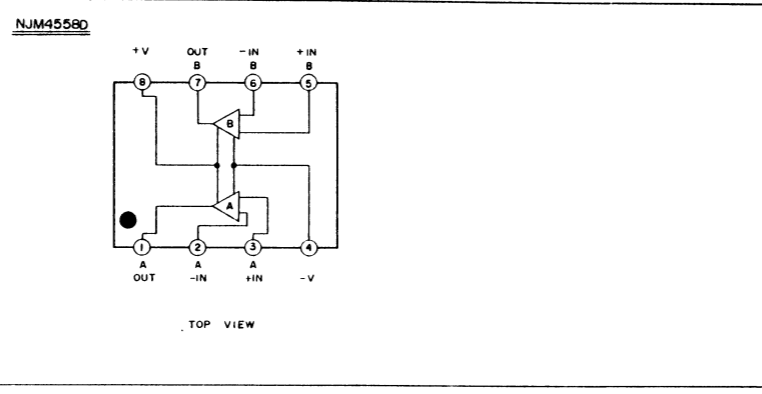 NJM4558D
+V OUT -IN +IN
B B B
8 7 6 5
B
A
1 2 3 4
A A A
OUT -IN +IN -V
TOP VIEW